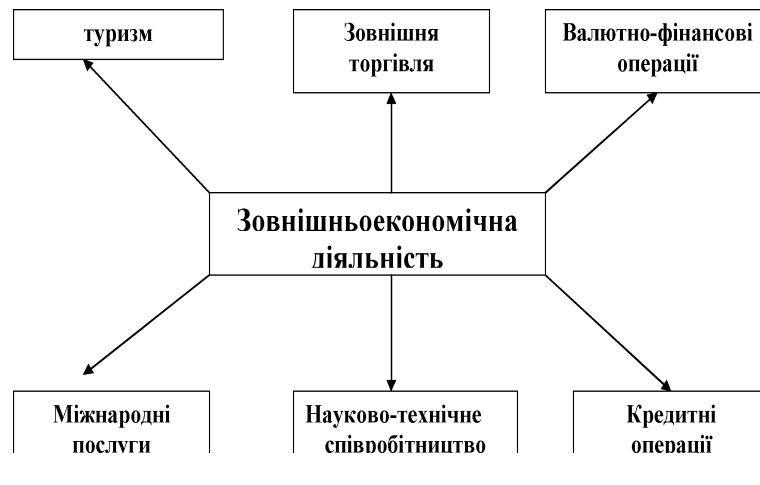 туризм
Зовнішня
торгівля
Валютно-фінансові
операції
Зовнішньоекономічна
діяльність
Міжнародні
послуги
Науково-технічне
співробітництво
Кредитні
операції